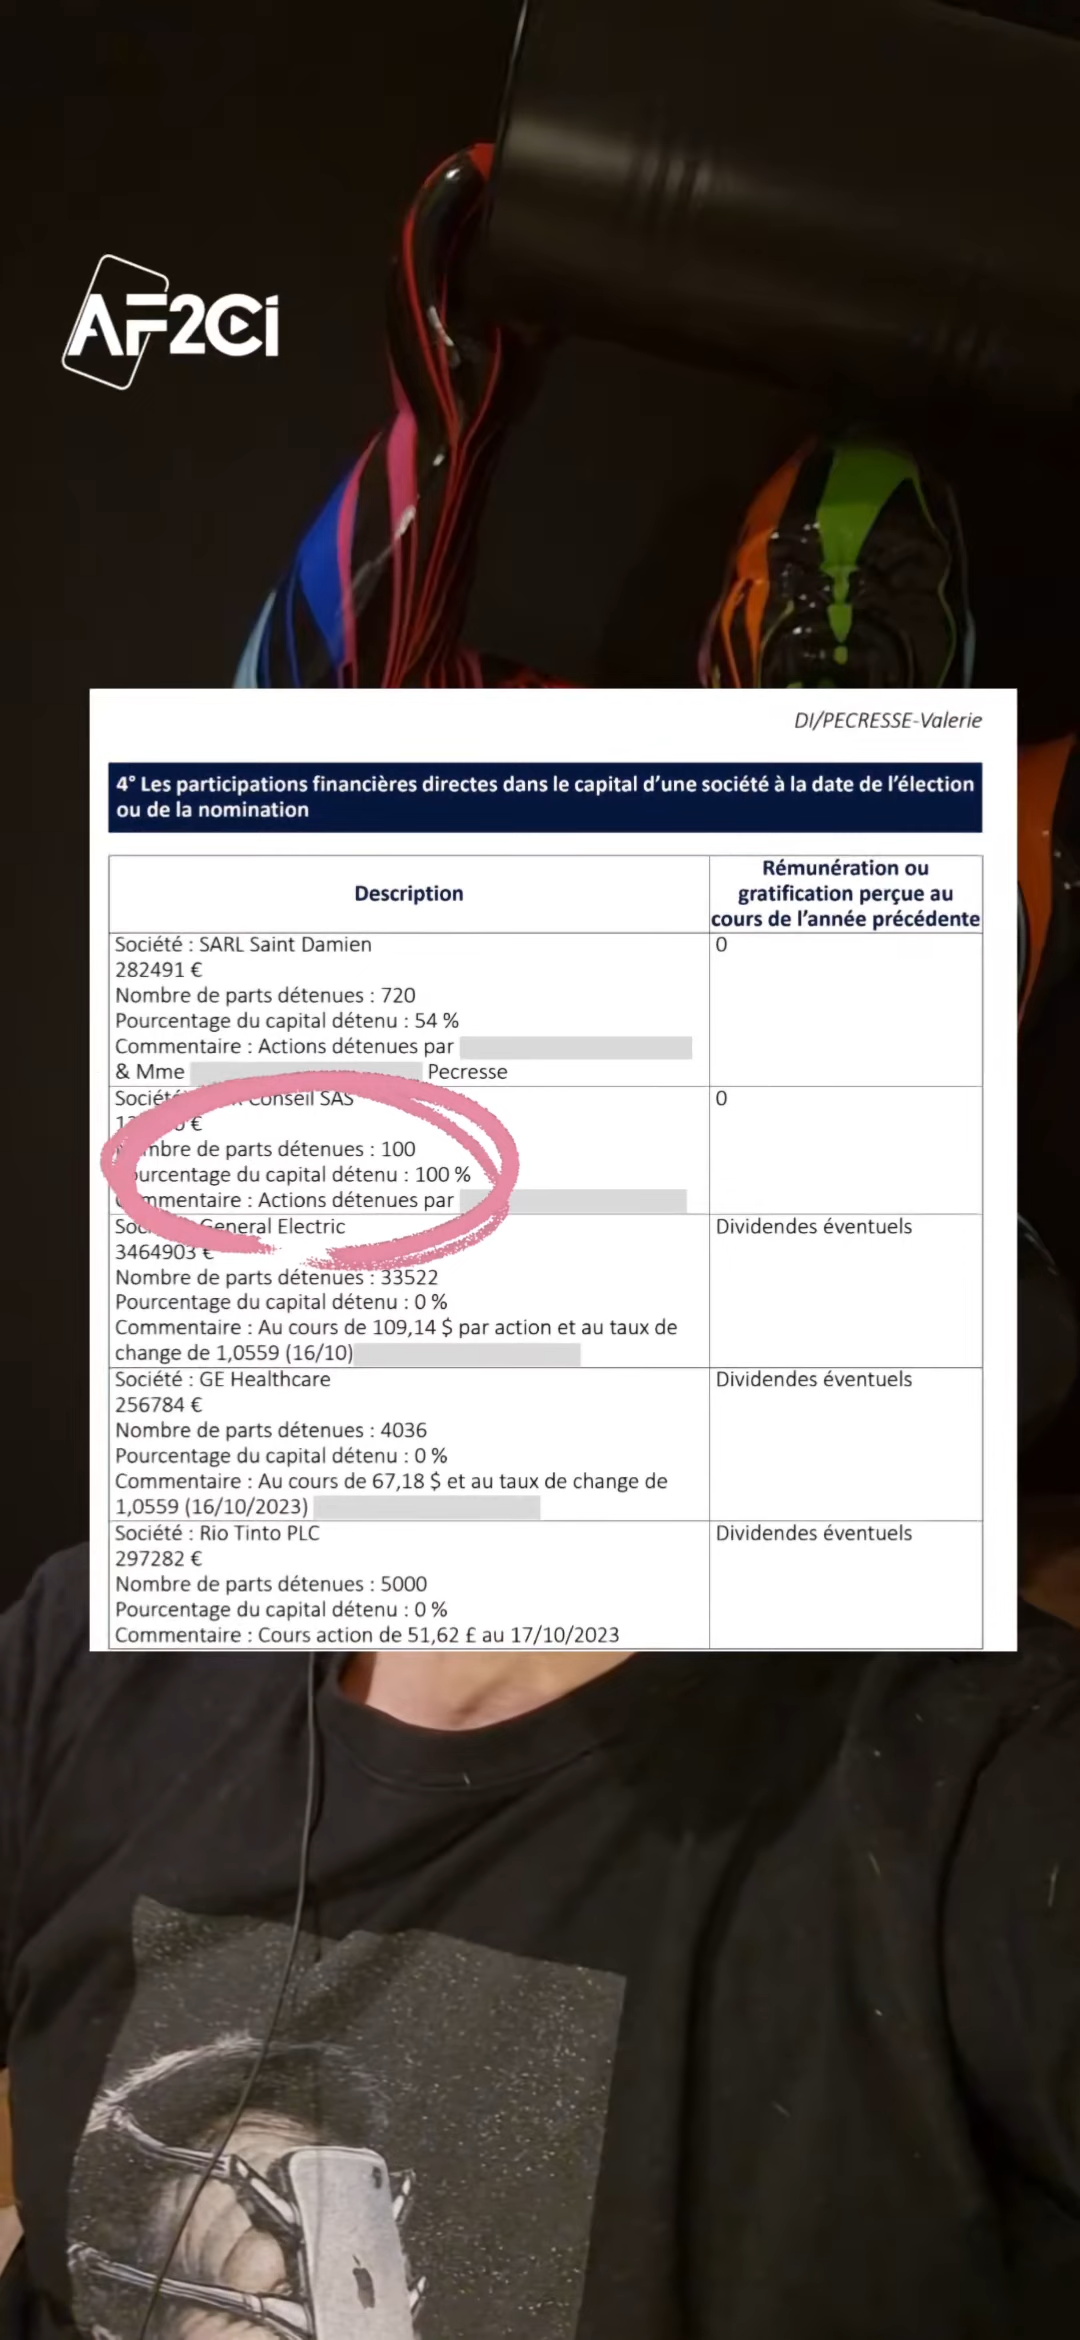 AF2Ci
DI/PECRESSE-Valerie
4° Les participations financières directes dans le capital d'une société à la date de l'élection
ou de la nomination
Description
Rémunération ou
gratification perçue au
cours de l'année précédente
Société : SARL Saint Damien
282491 €
Nombre de parts détenues : 720
Pourcentage du capital détenu : 54 %
Commentaire : Actions détenues par
& Mme Pecresse
0
Conseil SAS
€
Nombre de parts détenues : 100
Pourcentage du capital détenu : 100 %
Commentaire : Actions détenues par
0
General Electric
3464903 €
Nombre de parts détenues : 33522
Pourcentage du capital détenu : 0 %
Commentaire : Au cours de 109,14 $ par action et au taux de
change de 1,0559 (16/10)
Dividendes éventuels
Société : GE Healthcare
256784 €
Nombre de parts détenues : 4036
Pourcentage du capital détenu : 0 %
Commentaire : Au cours de 67,18 $ et au taux de change de
1,0559 (16/10/2023)
Dividendes éventuels
Société : Rio Tinto PLC
297282 €
Nombre de parts détenues : 5000
Pourcentage du capital détenu : 0 %
Commentaire : Cours action de 51,62 £ au 17/10/2023
Dividendes éventuels